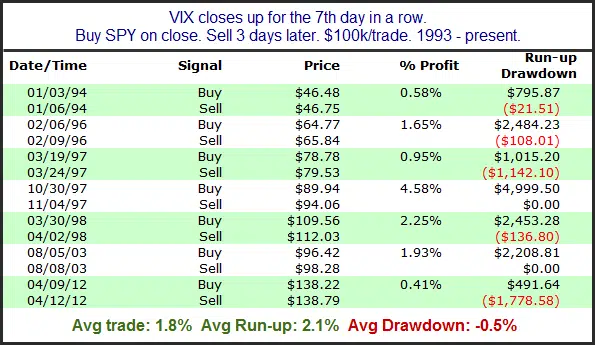 VIX closes up for the 7th day in a row.
Buy SPY on close. Sell 3 days later. $100k/trade. 1993 - present.
Date/Time Signal Price % Profit Run-up Drawdown
01/03/94 Buy $46.48 0.58% $795.87
01/06/94 Sell $46.75 ($21.51)
02/06/96 Buy $64.77 1.65% $2,484.23
02/09/96 Sell $65.84 ($108.01)
03/19/97 Buy $78.78 0.95% $1,015.20
03/24/97 Sell $79.53 ($1,142.10)
10/30/97 Buy $89.94 4.58% $4,999.50
11/04/97 Sell $94.06 $0.00
03/30/98 Buy $109.56 2.25% $2,453.28
04/02/98 Sell $112.03 ($136.80)
08/05/03 Buy $96.42 1.93% $2,208.81
08/08/03 Sell $98.28 $0.00
04/09/12 Buy $138.22 0.41% $491.64
04/12/12 Sell $138.79 ($1,778.58)
Avg trade: 1.8% Avg Run-up: 2.1% Avg Drawdown: -0.5%